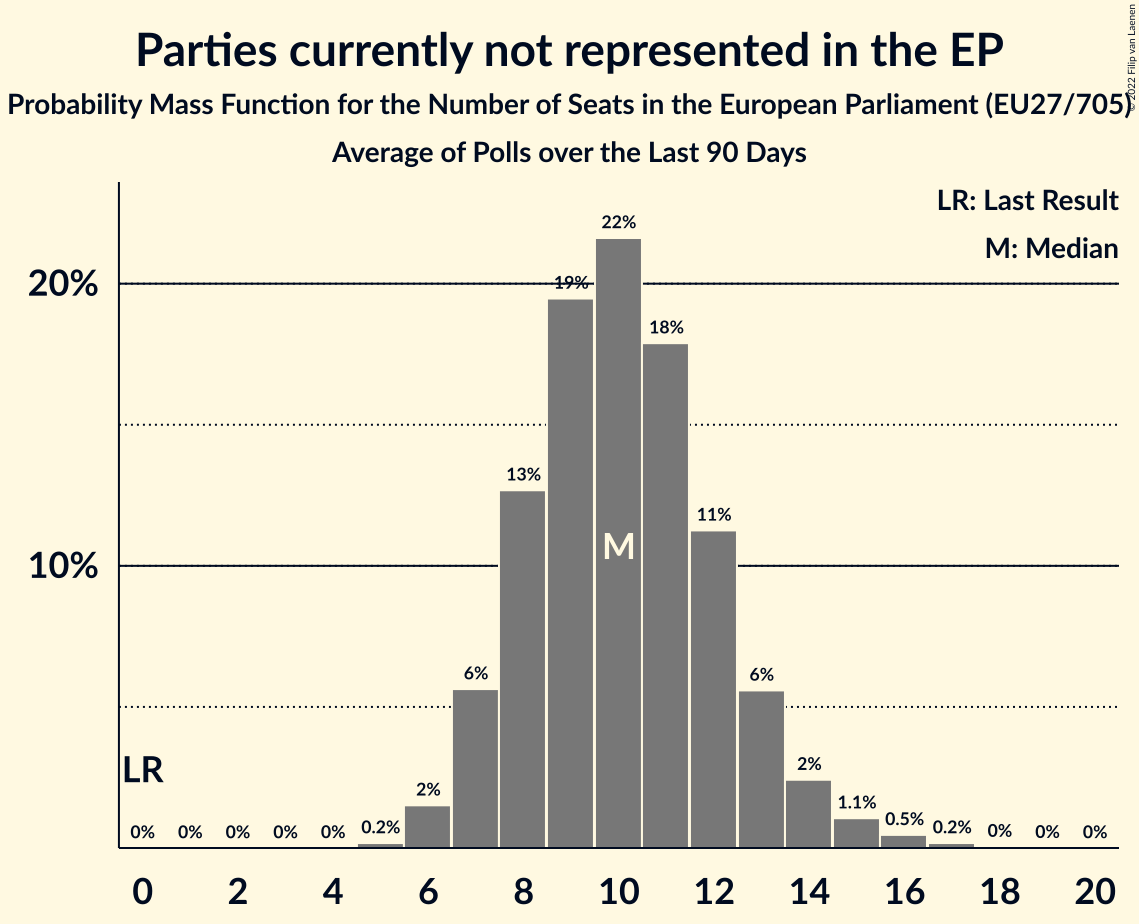 © 2022 Filip van Laenen
Parties currently not represented in the EP
Probability Mass Function for the Number of Seats in the European Parliament (EU27/705)
Average of Polls over the Last 90 Days
LR: Last Result
M: Median
22%
20%
19%
18%
13%
11%
M
10%
6%
6%
LR
2%
2%
1.1%
0.5%
0% 0% 0% 0% 0% 0.2% 0.2% 0% 0% 0%
0 2 4 6 8 10 12 14 16 18 20